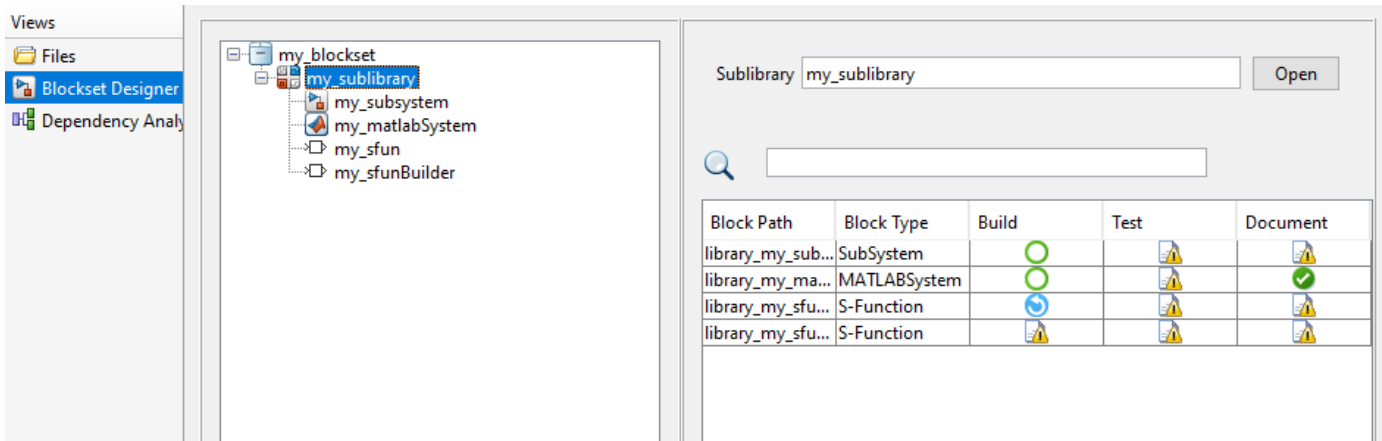 Views
Files
Blockset Designer
Dependency Analy
my_blockset
my_sublibrary
my_subsystem
my_matlabSystem
my_sfun
my_sfunBuilder
Sublibrary my_sublibrary Open
Block Path Block Type Build Test Document
library_my_sub... SubSystem
library_my_ma... MATLABSystem
library_my_sfu... S-Function
library_my_sfu... S-Function